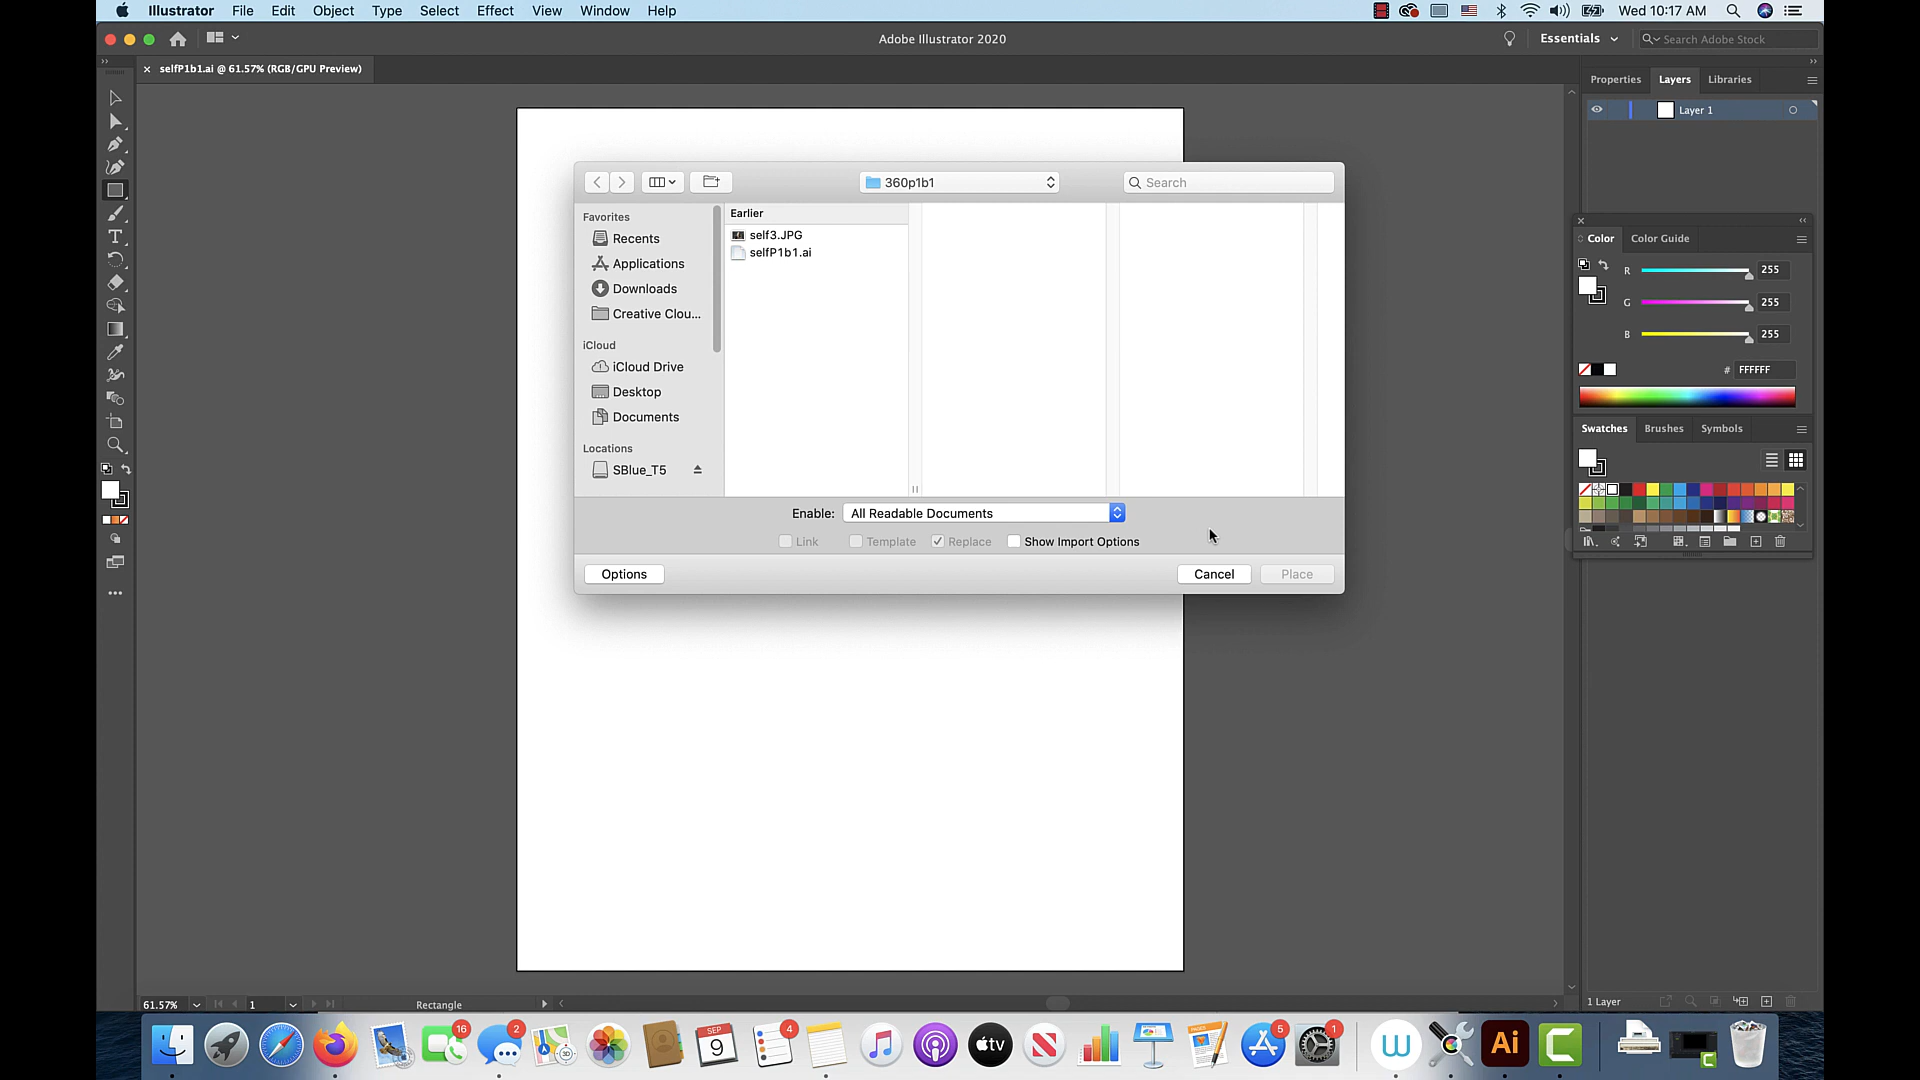 Illustrator File Edit Object Type Select Effect View Window Help
Wed 10:17 AM
Adobe Illustrator 2020
Essentials
Search Adobe Stock
selfP1b1.ai @ 61.57% (RGB/GPU Preview)
Properties Layers Libraries
Layer 1
360p1b1
Search
Favorites
Recents
Applications
Downloads
Creative Clou...
iCloud
iCloud Drive
Desktop
Documents
Locations
SBlue_T5
Earlier
self3.JPG
selfP1b1.ai
Enable: All Readable Documents
Link Template Replace Show Import Options
Options Cancel Place
Color Color Guide
R 255
G 255
B 255
# FFFFFF
Swatches Brushes Symbols
61.57% 1 Rectangle
1 Layer
16
2
3D
SEP
9
4
tv
5
1
W
Ai
C